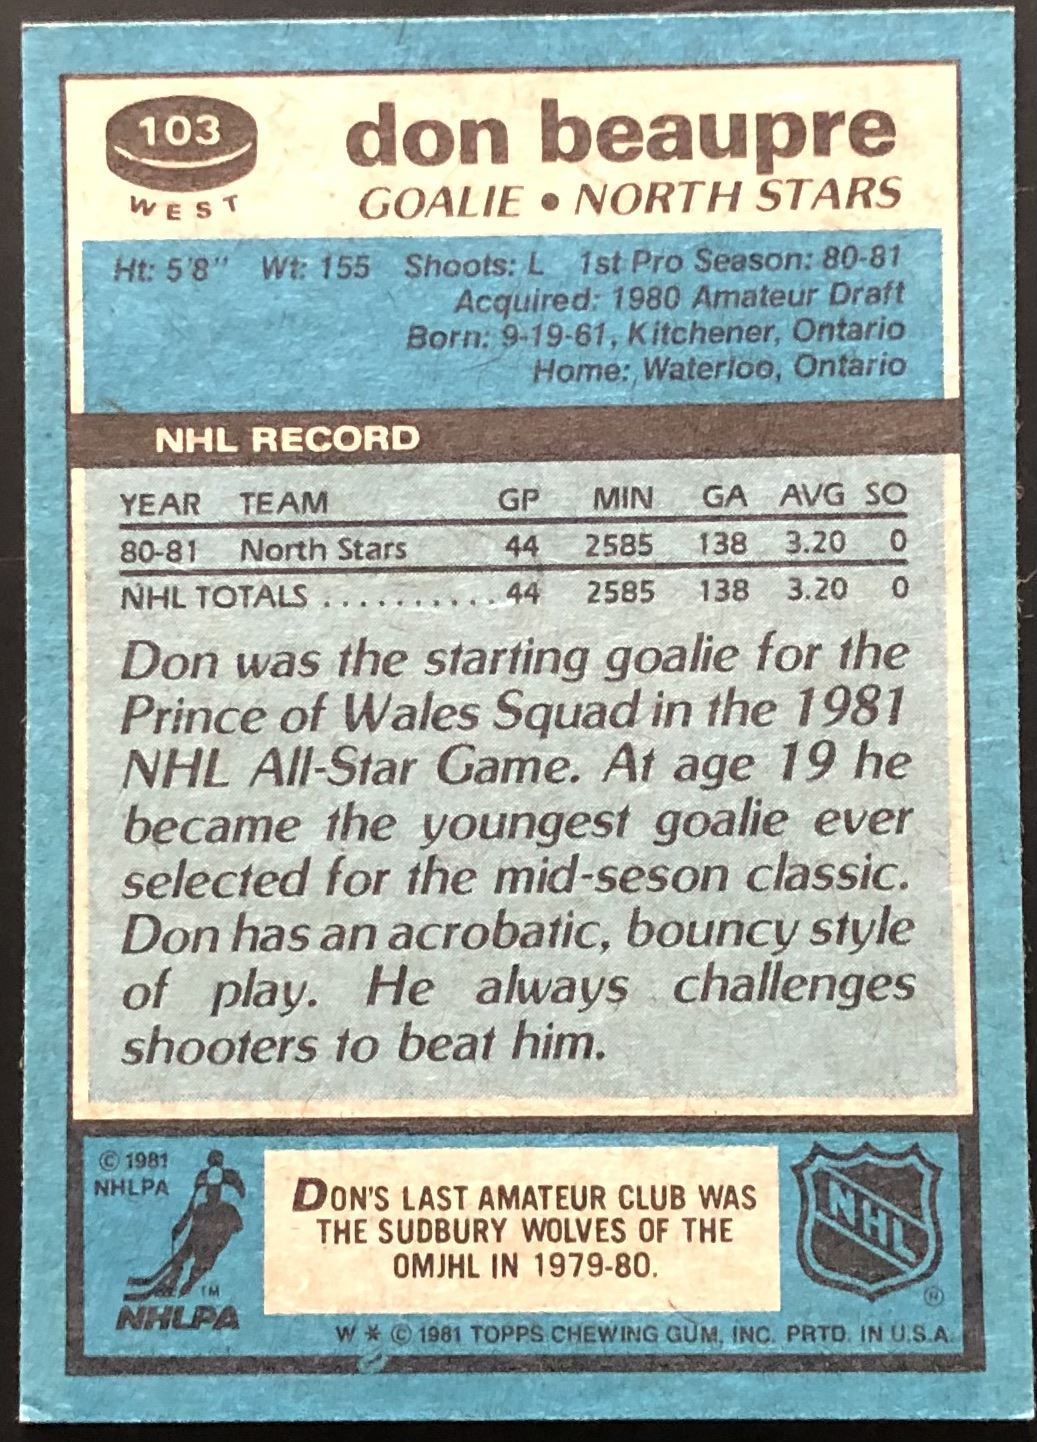 103
WEST
don beaupre
GOALIE • NORTH STARS
Ht: 5'8" Wt: 155 Shoots: L 1st Pro Season: 80-81
Acquired: 1980 Amateur Draft
Born: 9-19-61, Kitchener, Ontario
Home: Waterloo, Ontario
NHL RECORD
YEAR TEAM GP MIN GA AVG SO
80-81 North Stars 44 2585 138 3.20 0
NHL TOTALS .......... 44 2585 138 3.20 0
Don was the starting goalie for the
Prince of Wales Squad in the 1981
NHL All-Star Game. At age 19 he
became the youngest goalie ever
selected for the mid-seson classic.
Don has an acrobatic, bouncy style
of play. He always challenges
shooters to beat him.
© 1981
NHLPA
TM
NHLPA
DON'S LAST AMATEUR CLUB WAS
THE SUDBURY WOLVES OF THE
OMJHL IN 1979-80.
NHL
®
W * © 1981 TOPPS CHEWING GUM, INC. PRTD. IN U.S.A.